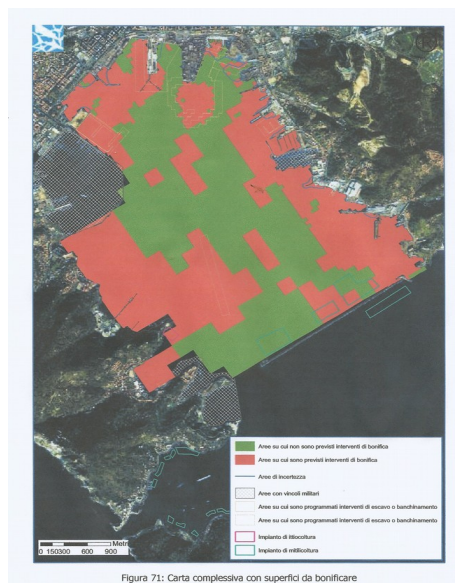 Aree su cui non sono previsti interventi di bonifica
Aree su cui sono previsti interventi di bonifica
Aree di incertezza
Aree con vincoli militari
Aree su cui sono programmati interventi di escavo o banchinamento
Aree su cui sono programmati interventi di escavo o banchinamento
Impianto di itiocoltura
Impianto di mitilicoltura
0 150300 600 900
Figura 71: Carta complessiva con superfici da bonificare